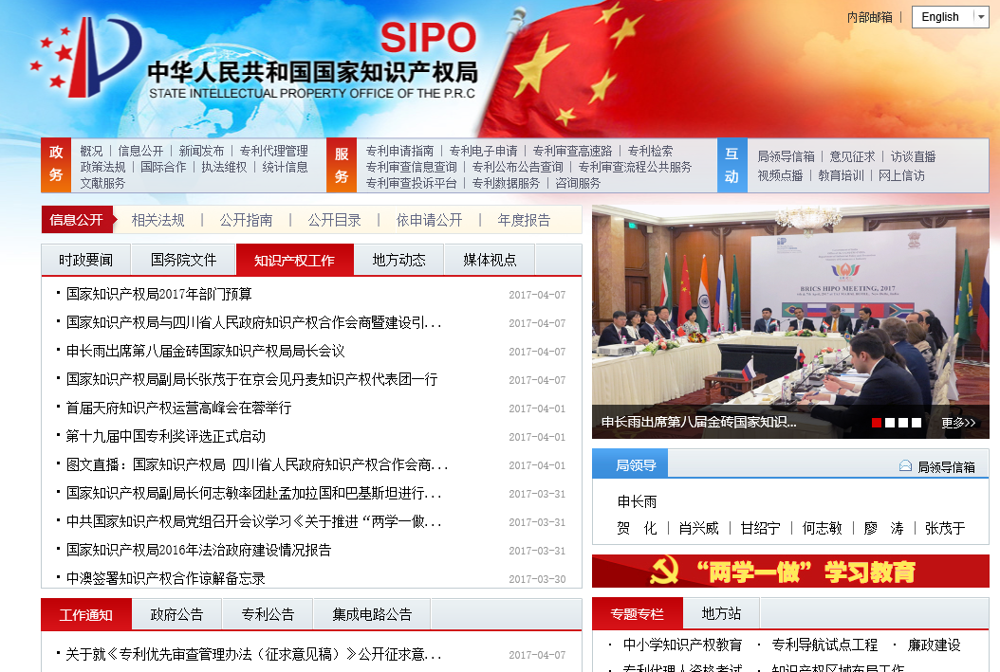 内部邮箱 | English
SIPO
中华人民共和国国家知识产权局
STATE INTELLECTUAL PROPERTY OFFICE OF THE P.R.C
政务
概况 | 信息公开 | 新闻发布 | 专利代理管理
政策法规 | 国际合作 | 执法维权 | 统计信息
文献服务
服务
专利申请指南 | 专利电子申请 | 专利审查高速路 | 专利检索
专利审查信息查询 | 专利公布公告查询 | 专利审查流程公共服务
专利审查投诉平台 | 专利数据服务 | 咨询服务
互动
局领导信箱 | 意见征求 | 访谈直播
视频点播 | 教育培训 | 网上信访
信息公开 相关法规 | 公开指南 | 公开目录 | 依申请公开 | 年度报告
时政要闻 国务院文件 知识产权工作 地方动态 媒体视点
· 国家知识产权局2017年部门预算 2017-04-07
· 国家知识产权局与四川省人民政府知识产权合作会商暨建设引... 2017-04-07
· 申长雨出席第八届金砖国家知识产权局局长会议 2017-04-07
· 国家知识产权局副局长张茂于在京会见丹麦知识产权代表团一行 2017-04-07
· 首届天府知识产权运营高峰会在蓉举行 2017-04-01
· 第十九届中国专利奖评选正式启动 2017-04-01
· 图文直播：国家知识产权局 四川省人民政府知识产权合作会商... 2017-04-01
· 国家知识产权局副局长何志敏率团赴孟加拉国和巴基斯坦进行... 2017-03-31
· 中共国家知识产权局党组召开会议学习《关于推进“两学一做... 2017-03-31
· 国家知识产权局2016年法治政府建设情况报告 2017-03-31
· 中澳签署知识产权合作谅解备忘录 2017-03-30
工作通知 政府公告 专利公告 集成电路公告
· 关于就《专利优先审查管理办法（征求意见稿）》公开征求意... 2017-04-07
BRICS HIPO MEETING, 2017
申长雨出席第八届金砖国家知识... 更多>>
局领导 局领导信箱
申长雨
贺 化 | 肖兴威 | 甘绍宁 | 何志敏 | 廖 涛 | 张茂于
“两学一做”学习教育
专题专栏 地方站
· 中小学知识产权教育 · 专利导航试点工程 · 廉政建设
· 专利代理人资格考试 · 知识产权区域布局工作